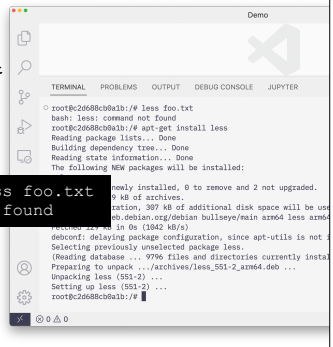 Demo
TERMINAL PROBLEMS OUTPUT DEBUG CONSOLE JUPYTER
root@c2d688cb0a1b:/# less foo.txt
bash: less: command not found
root@c2d688cb0a1b:/# apt-get install less
Reading package lists... Done
Building dependency tree... Done
Reading state information... Done
The following NEW packages will be installed:
newly installed, 0 to remove and 2 not upgraded.
9 kB of archives.
ration, 307 kB of additional disk space will be use
eb.debian.org/debian bullseye/main arm64 less arm64
Fetched 129 kB in 0s (1042 kB/s)
debconf: delaying package configuration, since apt-utils is not i
Selecting previously unselected package less.
(Reading database ... 9796 files and directories currently instal
Preparing to unpack .../archives/less_551-2_arm64.deb ...
Unpacking less (551-2) ...
Setting up less (551-2) ...
root@c2d688cb0a1b:/#
s foo.txt
found
0 0